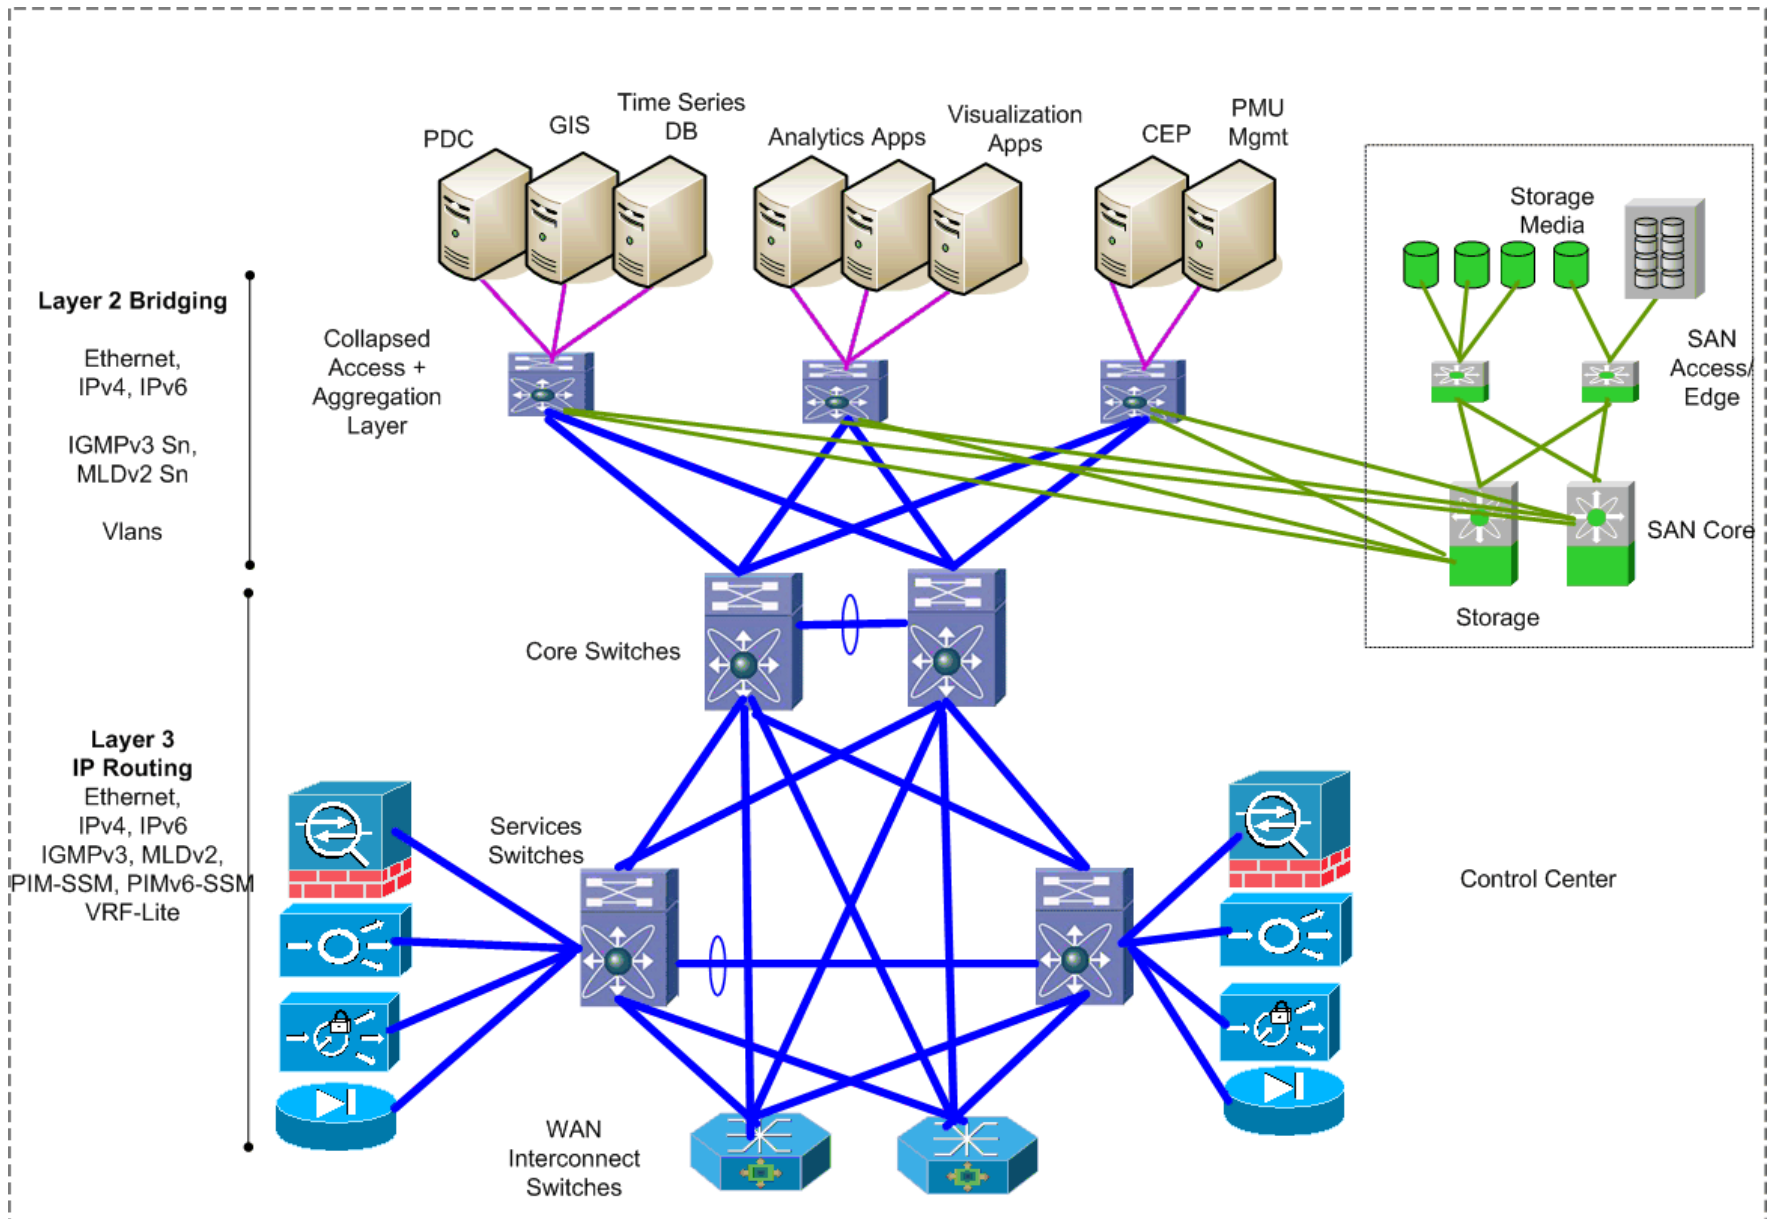 PDC
GIS
Time Series
DB
Analytics Apps
Visualization
Apps
CEP
PMU
Mgmt
Storage
Media
SAN
Access/
Edge
SAN Core
Storage
Layer 2 Bridging
Ethernet,
IPv4, IPv6
IGMPv3 Sn,
MLDv2 Sn
Vlans
Collapsed
Access +
Aggregation
Layer
Core Switches
Layer 3
IP Routing
Ethernet,
IPv4, IPv6
IGMPv3, MLDv2,
PIM-SSM, PIMv6-SSM
VRF-Lite
Services
Switches
Control Center
WAN
Interconnect
Switches